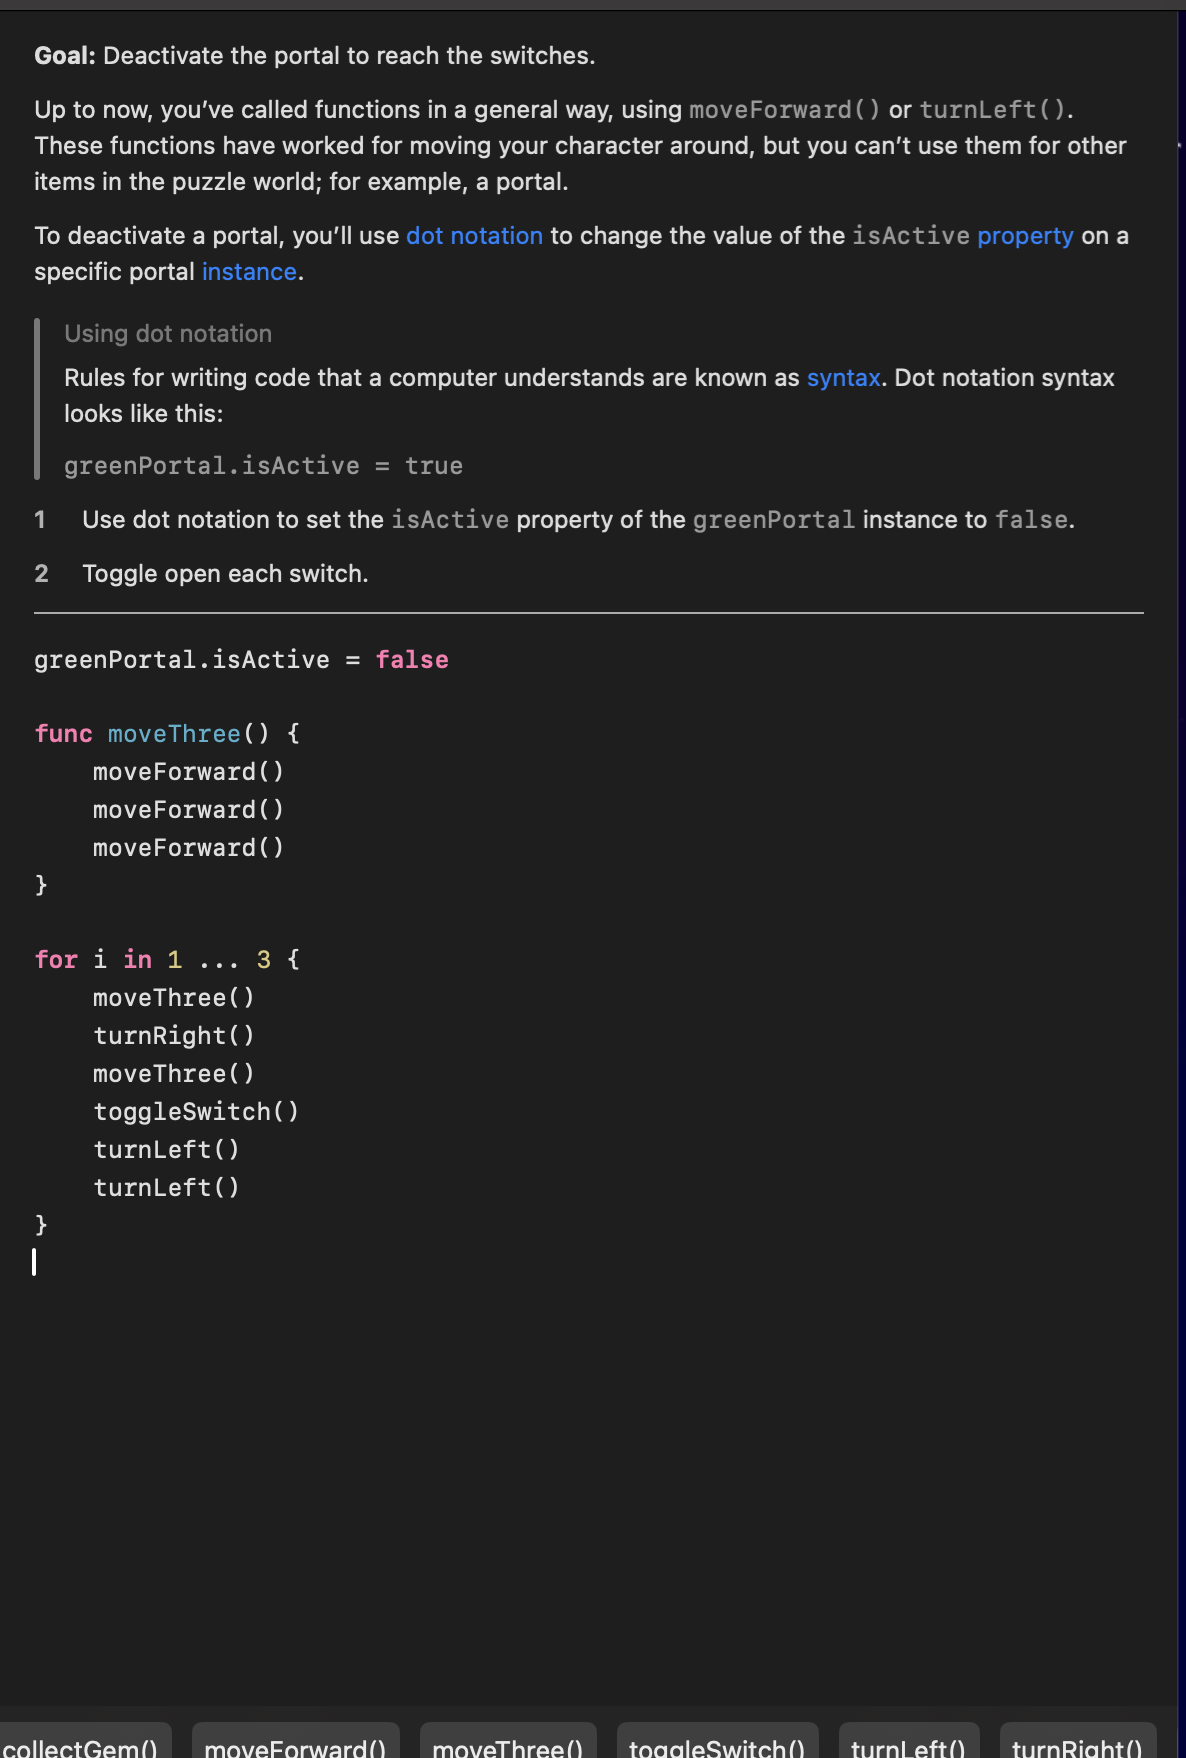 Goal: Deactivate the portal to reach the switches.
Up to now, you’ve called functions in a general way, using moveForward() or turnLeft().
These functions have worked for moving your character around, but you can’t use them for other
items in the puzzle world; for example, a portal.
To deactivate a portal, you’ll use dot notation to change the value of the isActive property on a
specific portal instance.
Using dot notation
Rules for writing code that a computer understands are known as syntax. Dot notation syntax
looks like this:
greenPortal.isActive = true
1 Use dot notation to set the isActive property of the greenPortal instance to false.
2 Toggle open each switch.
greenPortal.isActive = false
func moveThree() {
    moveForward()
    moveForward()
    moveForward()
}
for i in 1 ... 3 {
    moveThree()
    turnRight()
    moveThree()
    toggleSwitch()
    turnLeft()
    turnLeft()
}
collectGem() moveForward() moveThree() toggleSwitch() turnLeft() turnRight()